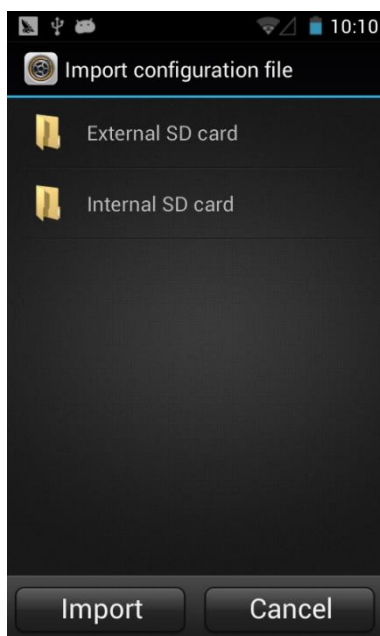 10:10
Import configuration file
External SD card
Internal SD card
Import Cancel